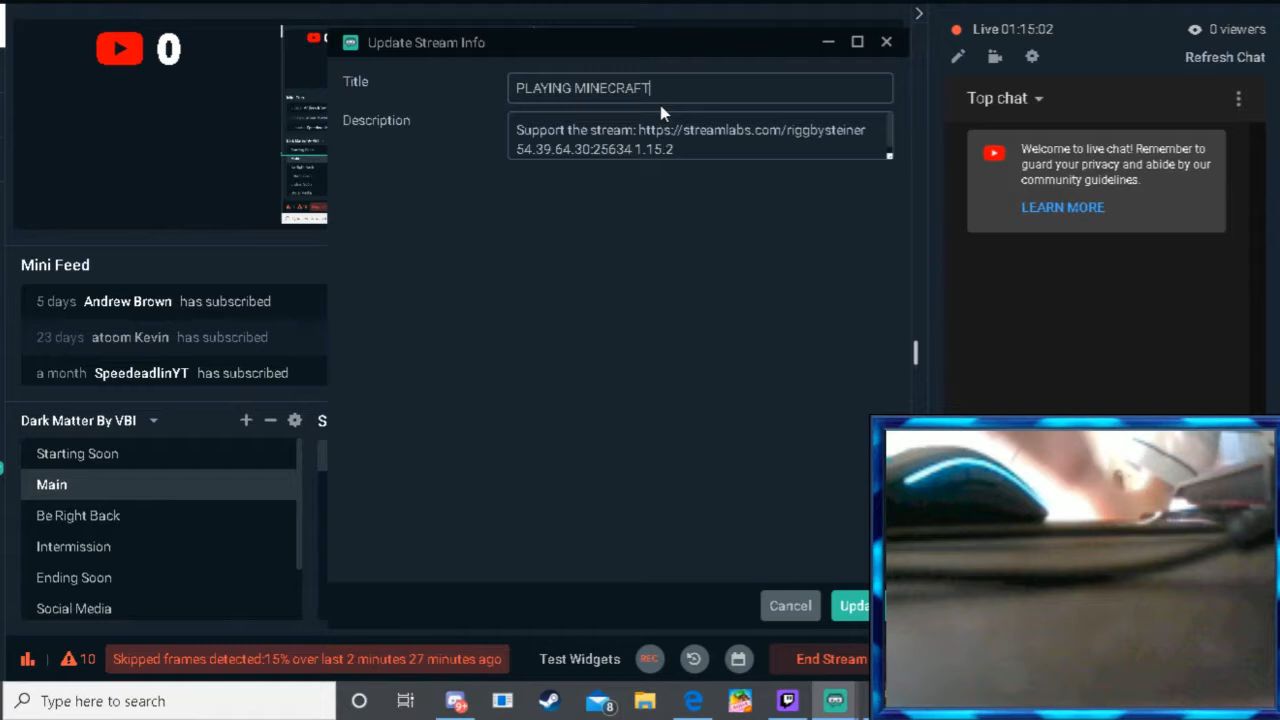 0
Update Stream Info
Title
PLAYING MINECRAFT
Description
Support the stream: https://streamlabs.com/riggbysteiner
54.39.64.30:25634 1.15.2
Live 01:15:02
0 viewers
Refresh Chat
Top chat
Welcome to live chat! Remember to
guard your privacy and abide by our
community guidelines.
LEARN MORE
Mini Feed
5 days Andrew Brown has subscribed
23 days atoom Kevin has subscribed
a month SpeedeadlinYT has subscribed
Dark Matter By VBI
S
Starting Soon
Main
Be Right Back
Intermission
Ending Soon
Social Media
Cancel
Upda
10
Skipped frames detected:15% over last 2 minutes 27 minutes ago
Test Widgets
REC
End Stream
Type here to search
8